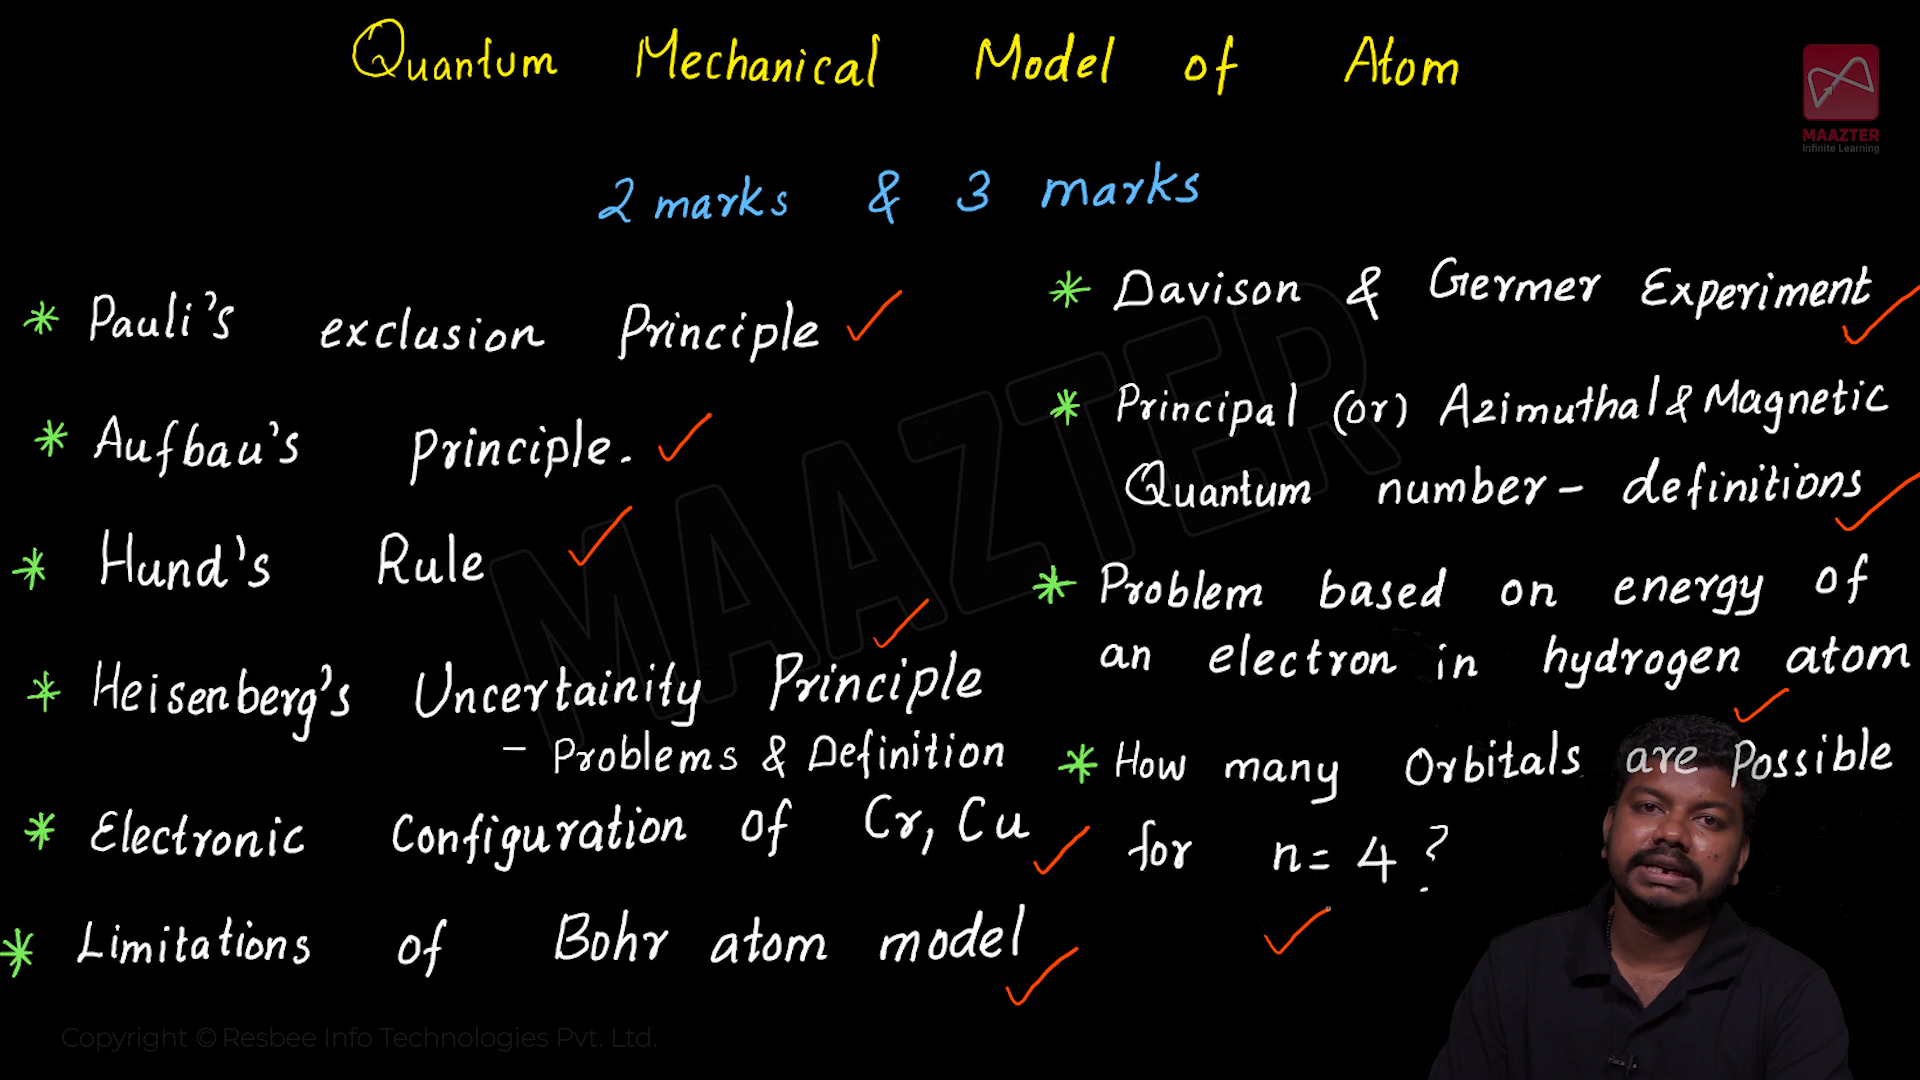 Quantum Mechanical Model of Atom
MAAZTER
Infinite Learning
2 marks & 3 marks
* Pauli's exclusion Principle ✓
* Aufbau's principle. ✓
* Hund's Rule ✓
* Heisenberg's Uncertainity Principle ✓
- Problems & Definition
* Electronic Configuration of Cr, Cu ✓
* Limitations of Bohr atom model ✓
* Davison & Germer Experiment ✓
* Principal (or) Azimuthal & Magnetic
Quantum number - definitions ✓
* Problem based on energy of
an electron in hydrogen atom ✓
* How many Orbitals are Possible
for n = 4 ? ✓
MAAZTER
Copyright © Resbee Info Technologies Pvt. Ltd.